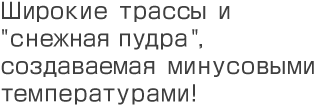 Широкие трассы и
"снежная пудра",
создаваемая минусовыми
температурами!